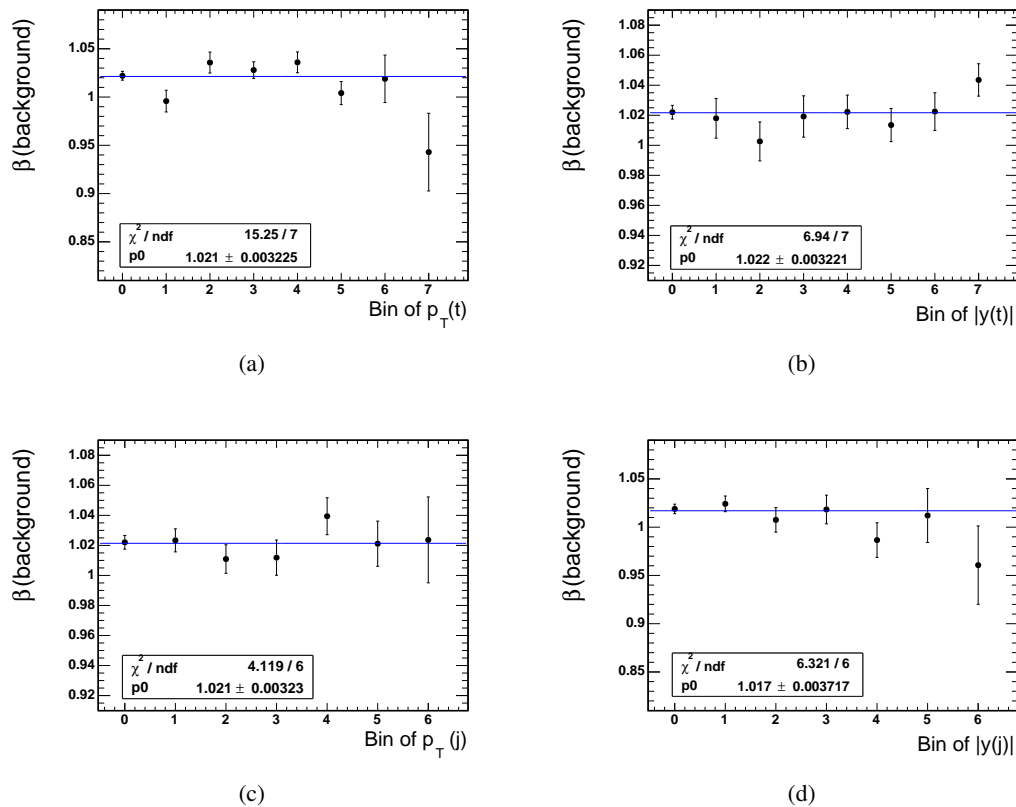 β(background)
1.05
1
0.95
0.9
0.85
χ² / ndf 15.25 / 7
p0 1.021 ± 0.003225
0 1 2 3 4 5 6 7
Bin of p_T(t)
(a)
β(background)
1.08
1.06
1.04
1.02
1
0.98
0.96
0.94
0.92
χ² / ndf 6.94 / 7
p0 1.022 ± 0.003221
0 1 2 3 4 5 6 7
Bin of |y(t)|
(b)
β(background)
1.08
1.06
1.04
1.02
1
0.98
0.96
0.94
0.92
χ² / ndf 4.119 / 6
p0 1.021 ± 0.00323
0 1 2 3 4 5 6
Bin of p_T(j)
(c)
β(background)
1.05
1
0.95
0.9
0.85
χ² / ndf 6.321 / 6
p0 1.017 ± 0.003717
0 1 2 3 4 5 6
Bin of |y(j)|
(d)